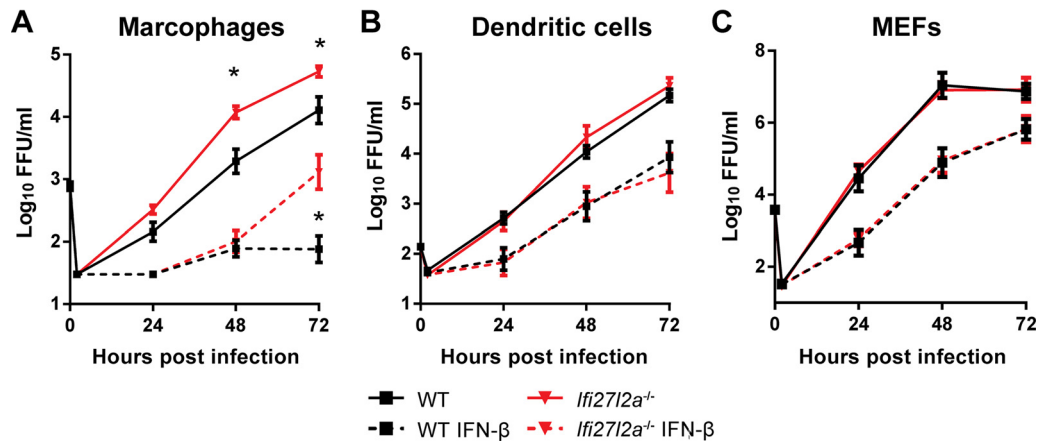 A Marcophages
B Dendritic cells
C MEFs
* *
*
Log10 FFU/ml
5
4
3
2
1
0 24 48 72
Hours post infection
Log10 FFU/ml
6
5
4
3
2
1
0 24 48 72
Hours post infection
Log10 FFU/ml
8
6
4
2
0 24 48 72
Hours post infection
WT
Ifi27l2a-/-
WT IFN-β
Ifi27l2a-/- IFN-β